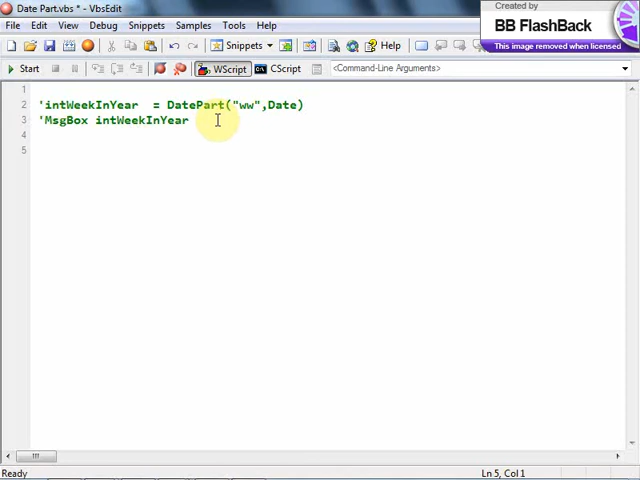 Date Part.vbs * - VbsEdit
Created by
BB FlashBack
This image removed when licensed
File Edit View Debug Snippets Samples Tools Help
Snippets Help
Start WScript CScript <Command-Line Arguments>
1
2 'intWeekInYear = DatePart("ww",Date)
3 'MsgBox intWeekInYear
4
5
Ready Ln 5, Col 1